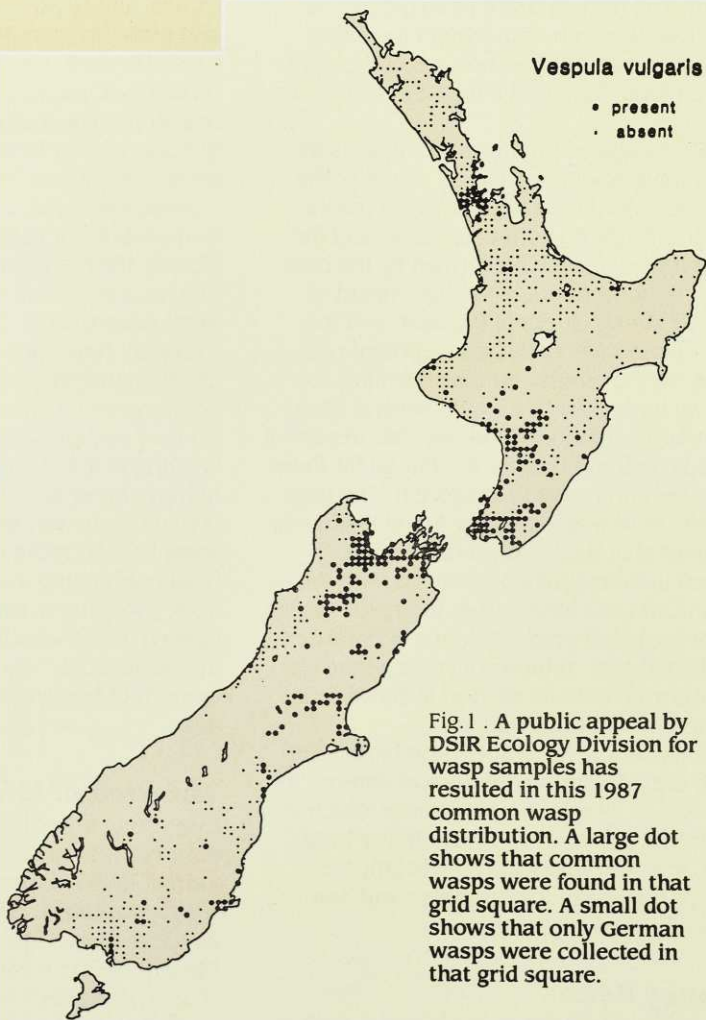 Vespula vulgaris
• present
· absent
Fig.1 . A public appeal by
DSIR Ecology Division for
wasp samples has
resulted in this 1987
common wasp
distribution. A large dot
shows that common
wasps were found in that
grid square. A small dot
shows that only German
wasps were collected in
that grid square.